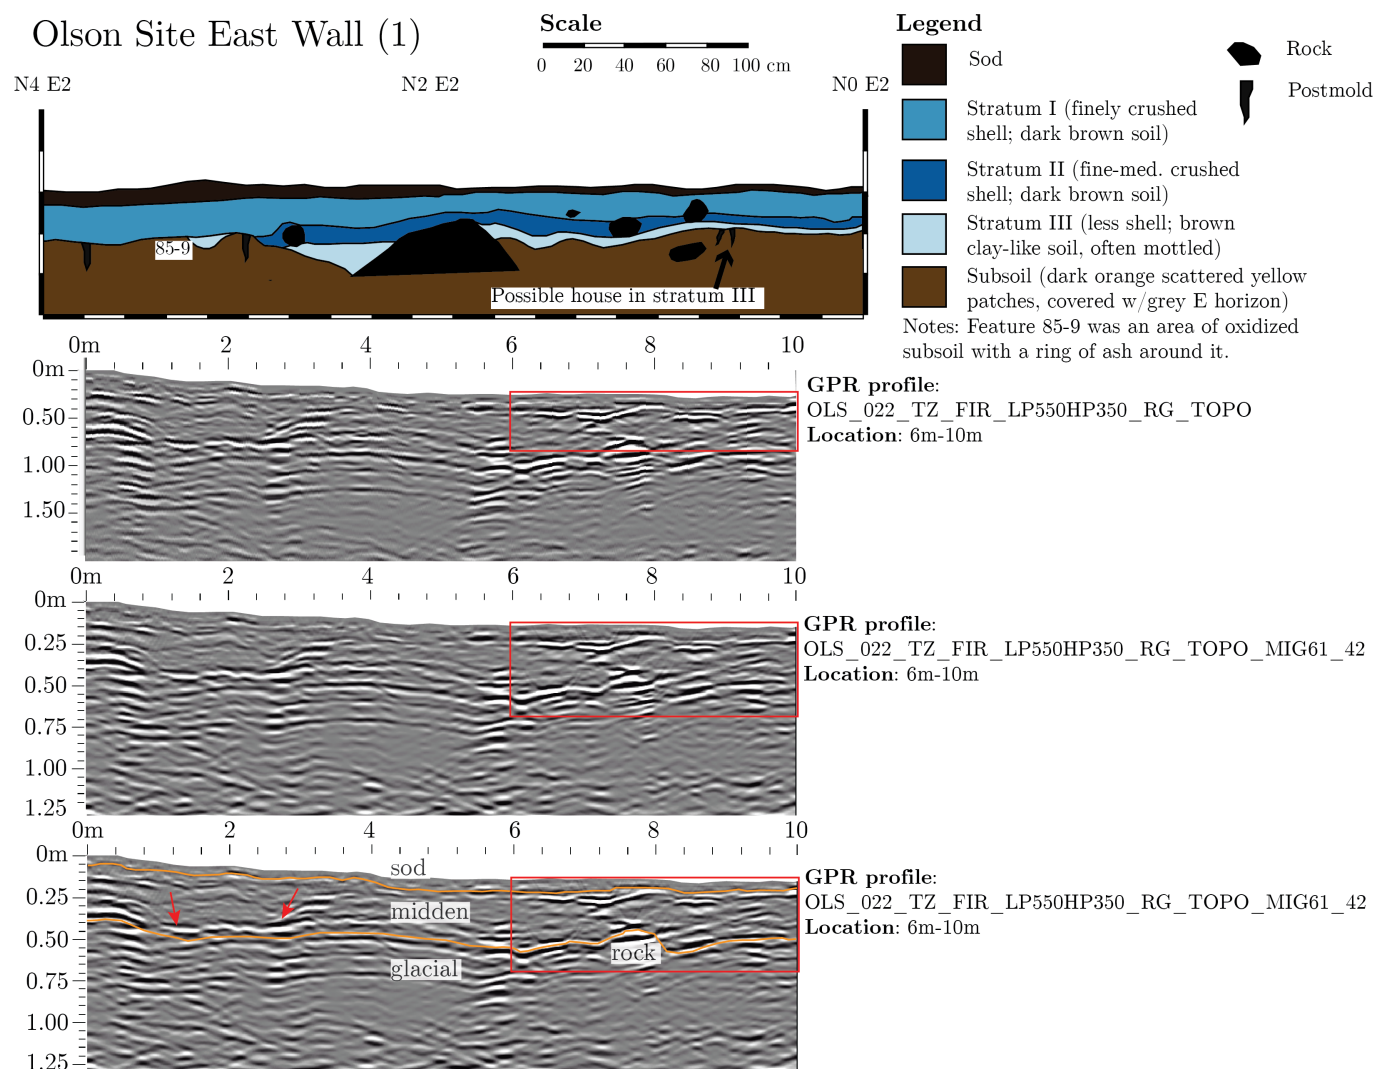 Olson Site East Wall (1)
Scale
0 20 40 60 80 100 cm
N4 E2
N2 E2
N0 E2
Legend
Sod
Stratum I (finely crushed
shell; dark brown soil)
Stratum II (fine-med. crushed
shell; dark brown soil)
Stratum III (less shell; brown
clay-like soil, often mottled)
Subsoil (dark orange scattered yellow
patches, covered w/grey E horizon)
Rock
Postmold
Notes: Feature 85-9 was an area of oxidized
subsoil with a ring of ash around it.
85-9
Possible house in stratum III
0m 2 4 6 8 10
0m
0.50
1.00
1.50
GPR profile:
OLS_022_TZ_FIR_LP550HP350_RG_TOPO
Location: 6m-10m
0m 2 4 6 8 10
0m
0.25
0.50
0.75
1.00
1.25
GPR profile:
OLS_022_TZ_FIR_LP550HP350_RG_TOPO_MIG61_42
Location: 6m-10m
0m 2 4 6 8 10
0m
0.25
0.50
0.75
1.00
1.25
sod
midden
glacial
rock
GPR profile:
OLS_022_TZ_FIR_LP550HP350_RG_TOPO_MIG61_42
Location: 6m-10m